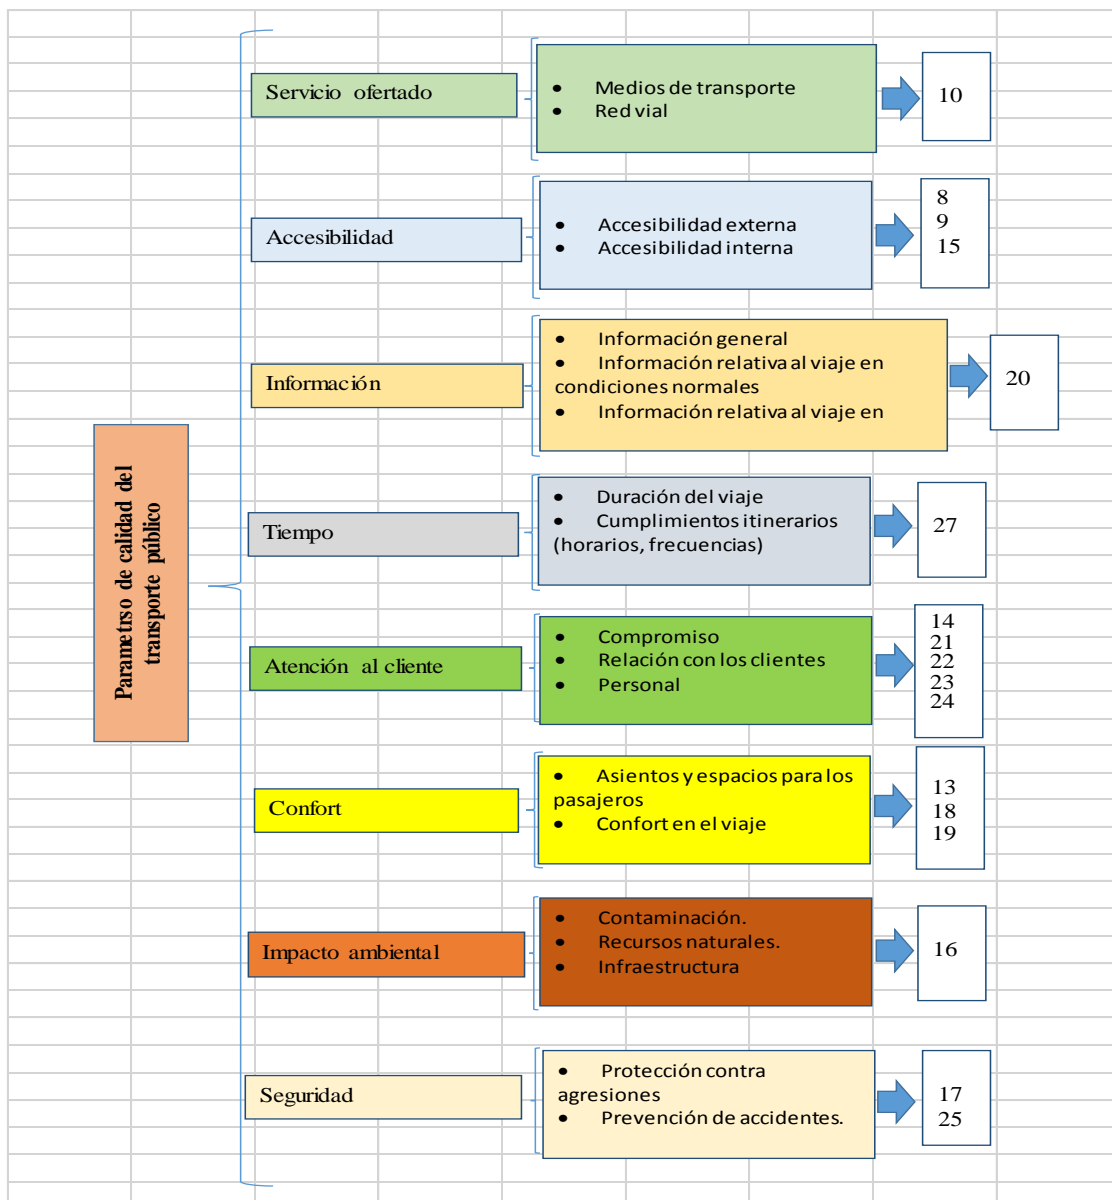 Parametrso de calidad del
transporte público
Servicio ofertado
• Medios de transporte
• Red vial
10
Accesibilidad
• Accesibilidad externa
• Accesibilidad interna
8
9
15
Información
• Información general
• Información relativa al viaje en
condiciones normales
• Información relativa al viaje en
20
Tiempo
• Duración del viaje
• Cumplimientos itinerarios
(horarios, frecuencias)
27
Atención al cliente
• Compromiso
• Relación con los clientes
• Personal
14
21
22
23
24
Confort
• Asientos y espacios para los
pasajeros
• Confort en el viaje
13
18
19
Impacto ambiental
• Contaminación.
• Recursos naturales.
• Infraestructura
16
Seguridad
• Protección contra
agresiones
• Prevención de accidentes.
17
25